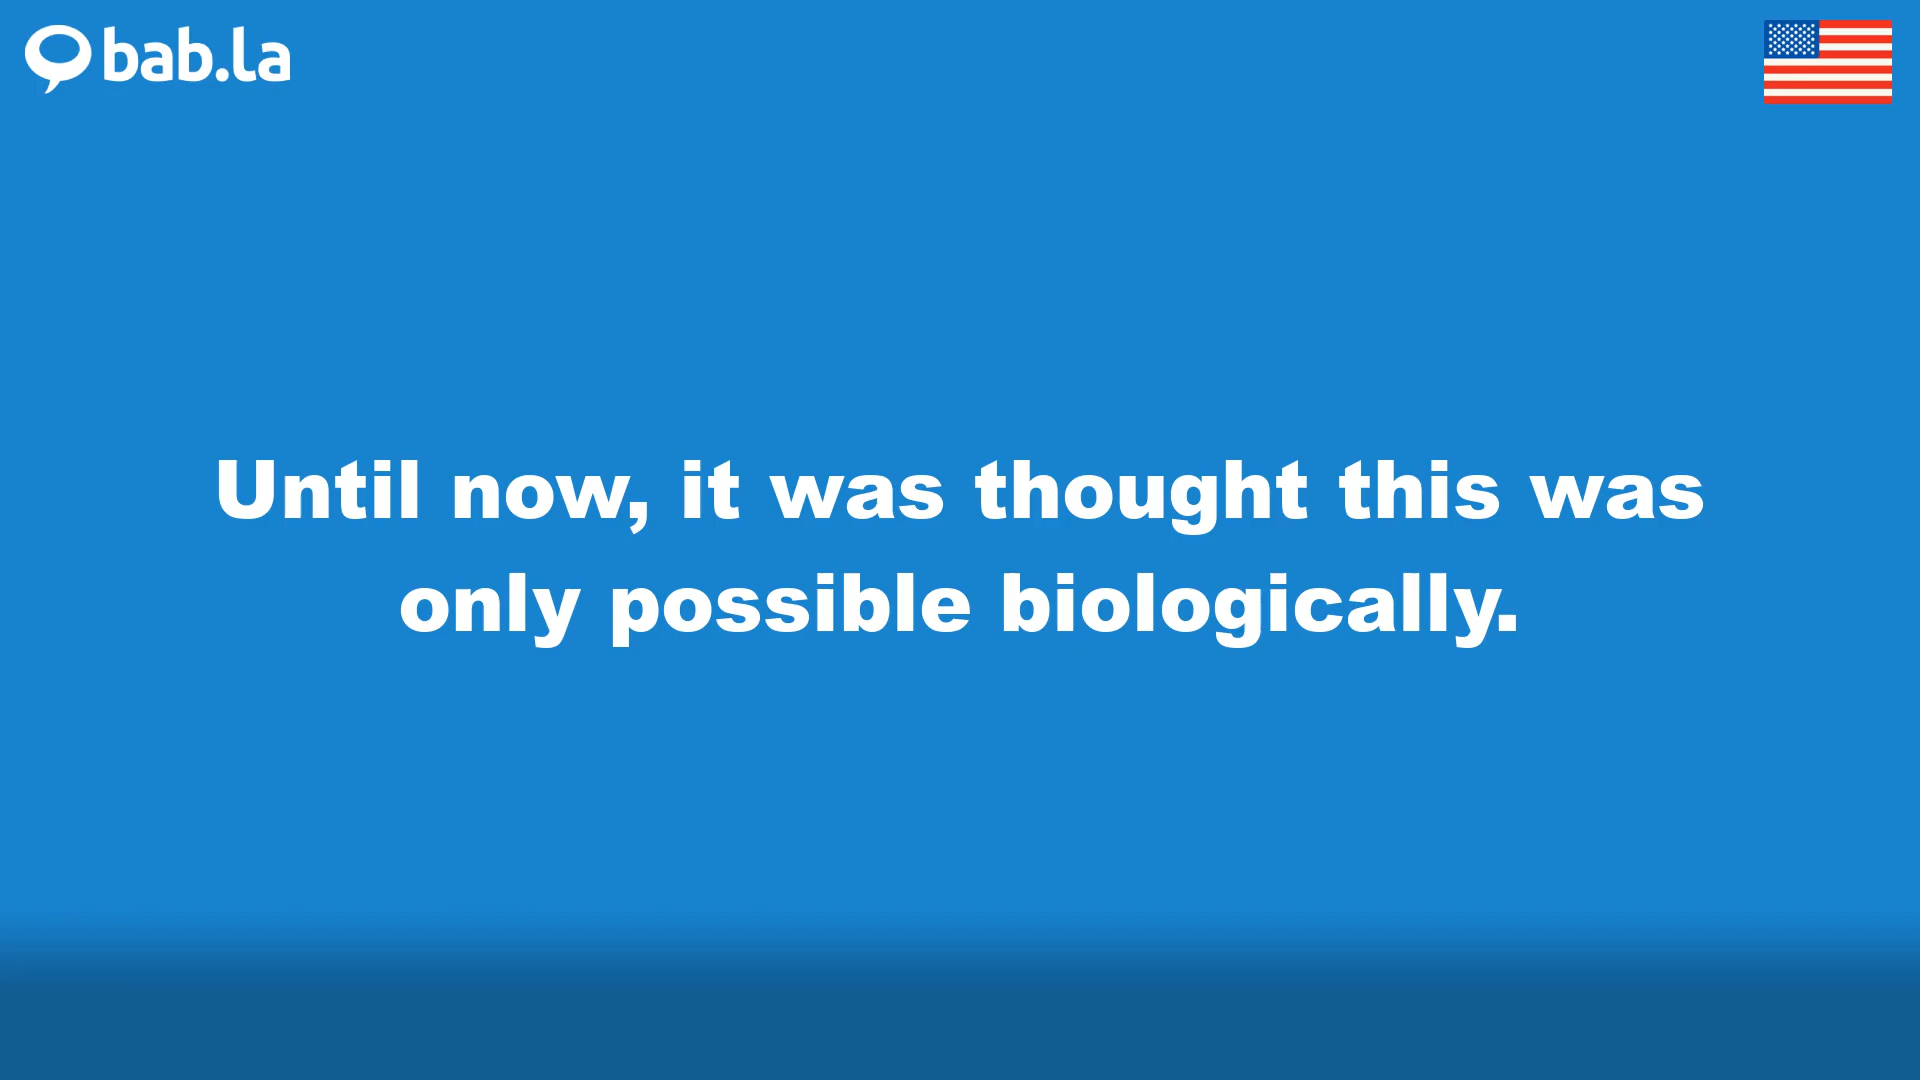 bab.la
Until now, it was thought this was
only possible biologically.